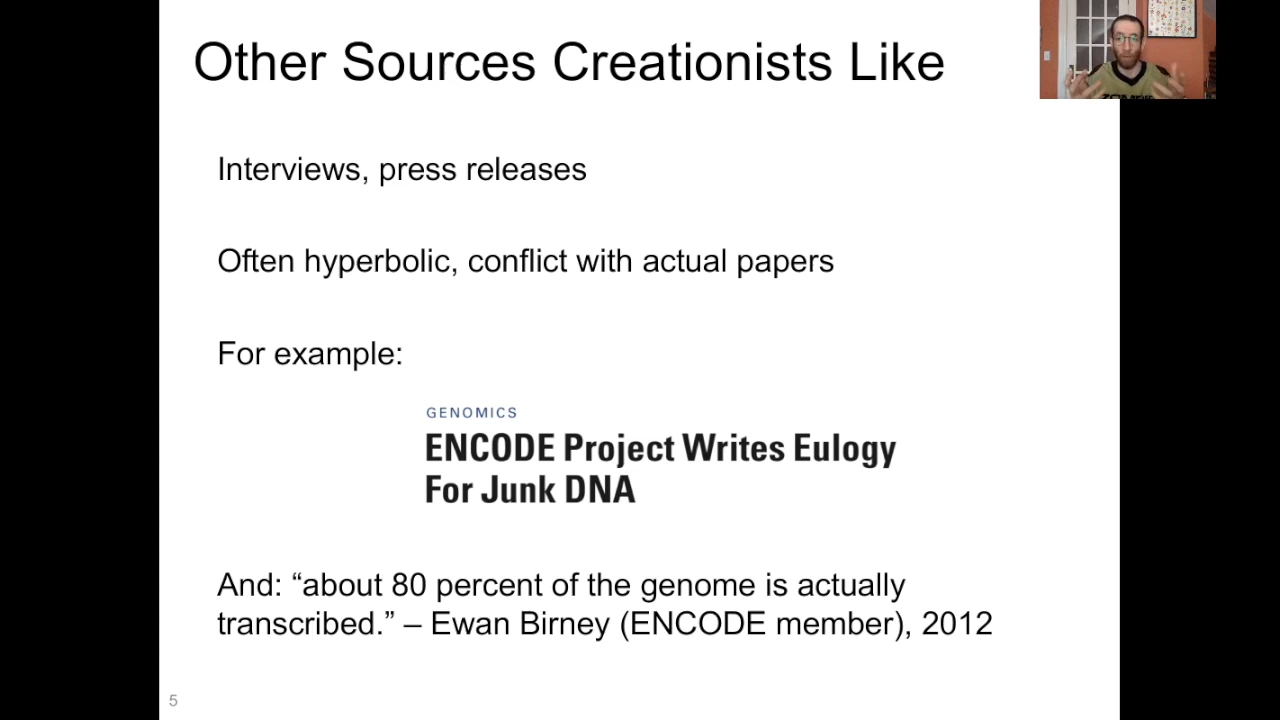 Other Sources Creationists Like
Interviews, press releases
Often hyperbolic, conflict with actual papers
For example:
GENOMICS
ENCODE Project Writes Eulogy
For Junk DNA
And: “about 80 percent of the genome is actually
transcribed.” – Ewan Birney (ENCODE member), 2012
5